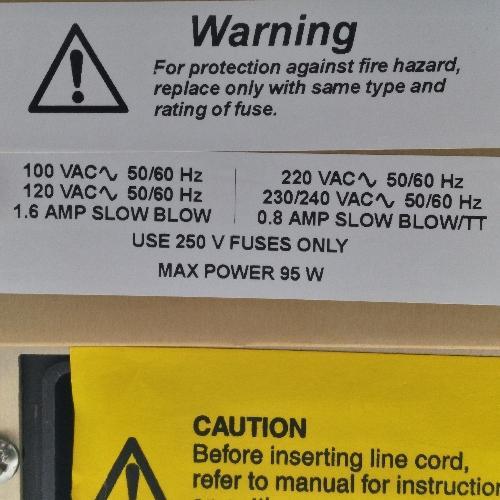 Warning
For protection against fire hazard,
replace only with same type and
rating of fuse.
100 VAC∿ 50/60 Hz
120 VAC∿ 50/60 Hz
1.6 AMP SLOW BLOW
220 VAC∿ 50/60 Hz
230/240 VAC∿ 50/60 Hz
0.8 AMP SLOW BLOW/TT
USE 250 V FUSES ONLY
MAX POWER 95 W
CAUTION
Before inserting line cord,
refer to manual for instruction